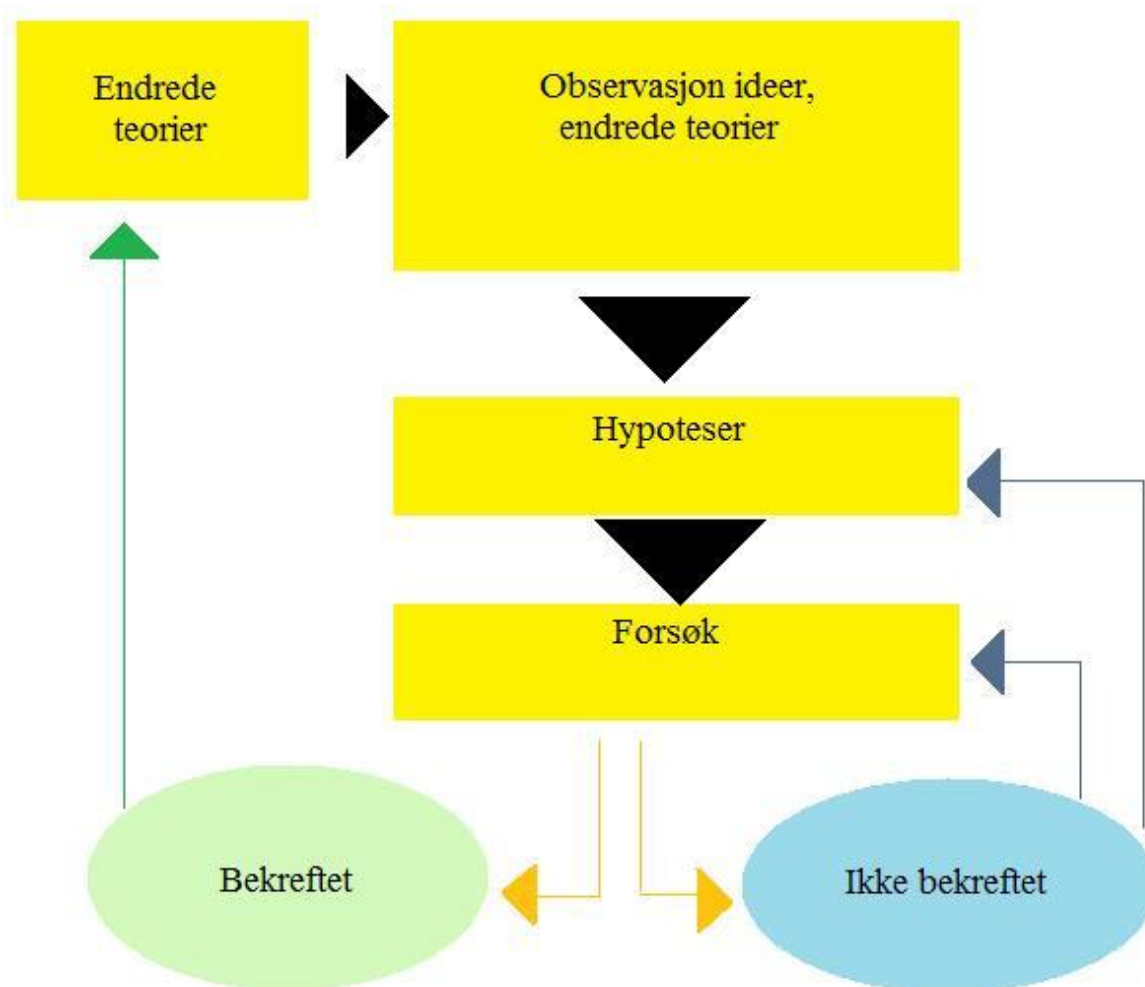 Endrede
teorier
Observasjon ideer,
endrede teorier
Hypoteser
Forsøk
Bekreftet
Ikke bekreftet